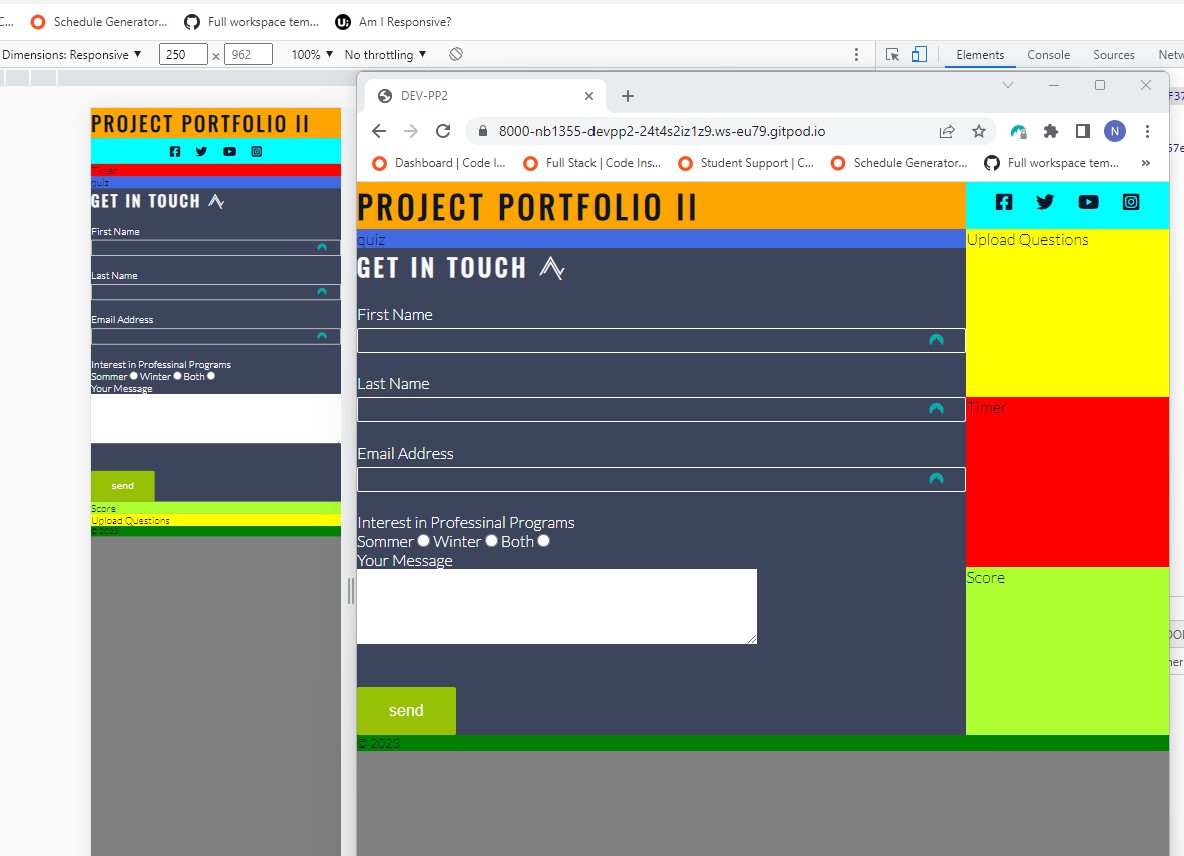 C... Schedule Generator... Full workspace tem... Am I Responsive?
Dimensions: Responsive ▼ 250 × 962 100% ▼ No throttling ▼ Elements Console Sources Netw
DEV-PP2
8000-nb1355-devpp2-24t4s2iz1z9.ws-eu79.gitpod.io N
Dashboard | Code I... Full Stack | Code Ins... Student Support | C... Schedule Generator... Full workspace tem... »
PROJECT PORTFOLIO II
Timer
quiz
GET IN TOUCH
First Name
Last Name
Email Address
Interest in Professinal Programs
Sommer Winter Both
Your Message
send
Score
Upload Questions
© 2023
PROJECT PORTFOLIO II
quiz
GET IN TOUCH
First Name
Last Name
Email Address
Interest in Professinal Programs
Sommer Winter Both
Your Message
send
Upload Questions
Timer
Score
© 2023